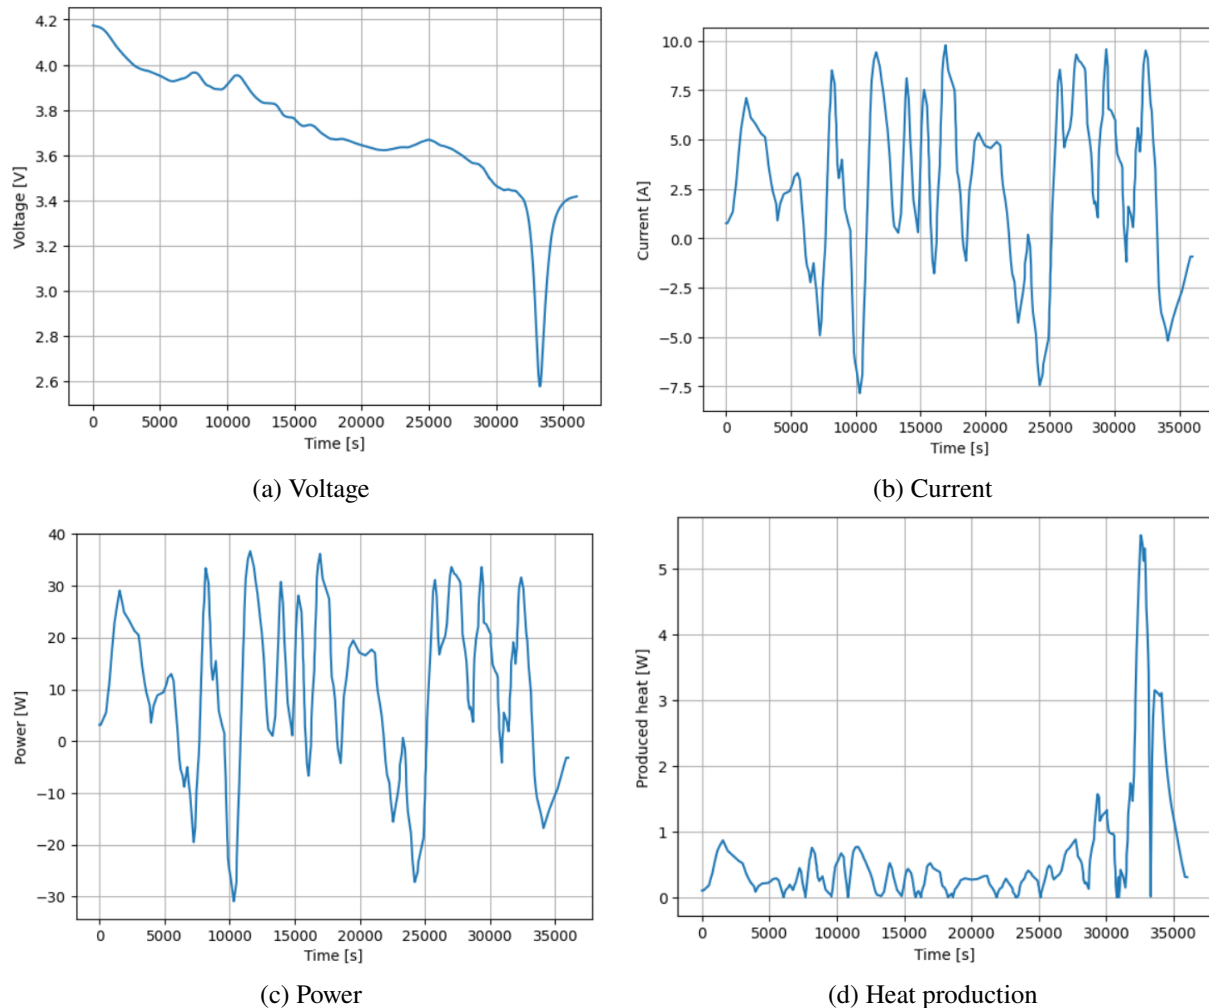 4.2
4.0
3.8
3.6
3.4
3.2
3.0
2.8
2.6
Voltage [V]
0 5000 10000 15000 20000 25000 30000 35000
Time [s]
(a) Voltage
10.0
7.5
5.0
2.5
0.0
−2.5
−5.0
−7.5
Current [A]
0 5000 10000 15000 20000 25000 30000 35000
Time [s]
(b) Current
40
30
20
10
0
−10
−20
−30
Power [W]
0 5000 10000 15000 20000 25000 30000 35000
Time [s]
(c) Power
5
4
3
2
1
0
Produced heat [W]
0 5000 10000 15000 20000 25000 30000 35000
Time [s]
(d) Heat production